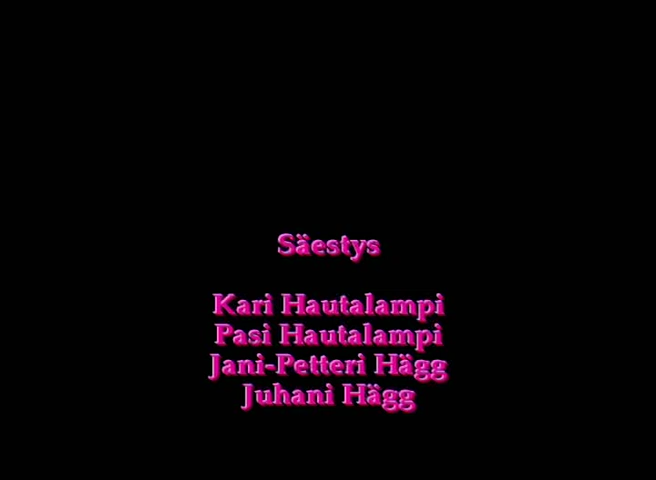 Säestys
Kari Hautalampi
Pasi Hautalampi
Jani-Petteri Hägg
Juhani Hägg